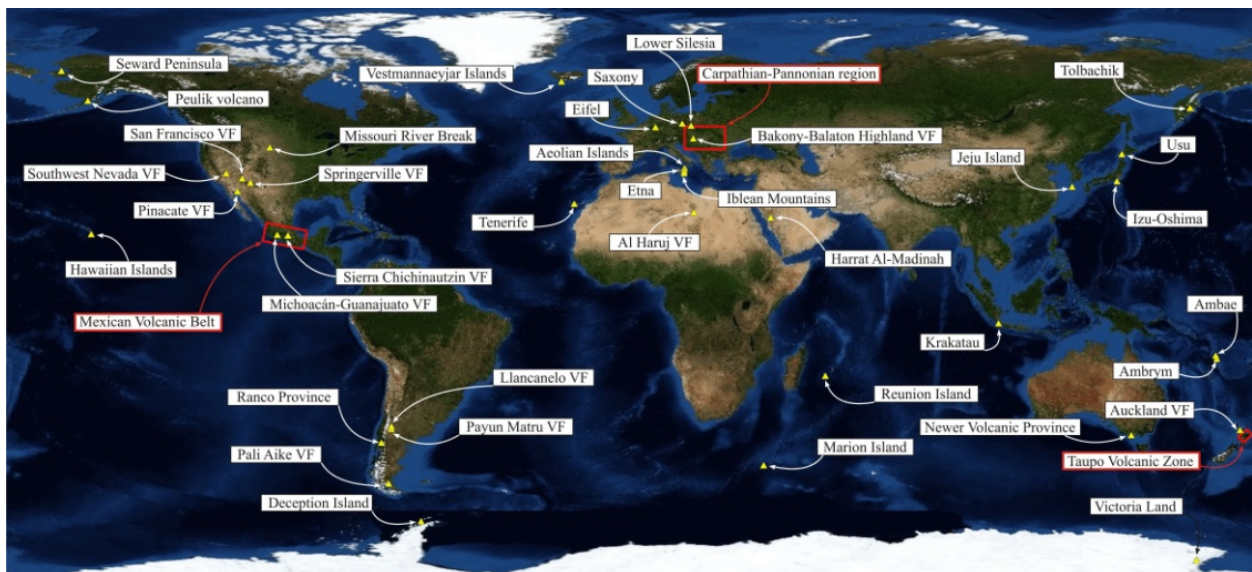 Lower Silesia
Seward Peninsula
Vestmannaeyjar Islands
Saxony
Carpathian-Pannonian region
Tolbachik
Peulik volcano
Eifel
San Francisco VF
Missouri River Break
Bakony-Balaton Highland VF
Usu
Aeolian Islands
Jeju Island
Southwest Nevada VF
Springerville VF
Etna
Iblean Mountains
Pinacate VF
Tenerife
Izu-Oshima
Al Haruj VF
Hawaiian Islands
Sierra Chichinautzin VF
Harrat Al-Madinah
Michoacán-Guanajuato VF
Ambae
Mexican Volcanic Belt
Krakatau
Ambrym
Llancanelo VF
Ranco Province
Reunion Island
Auckland VF
Payun Matru VF
Newer Volcanic Province
Marion Island
Pali Aike VF
Taupo Volcanic Zone
Deception Island
Victoria Land